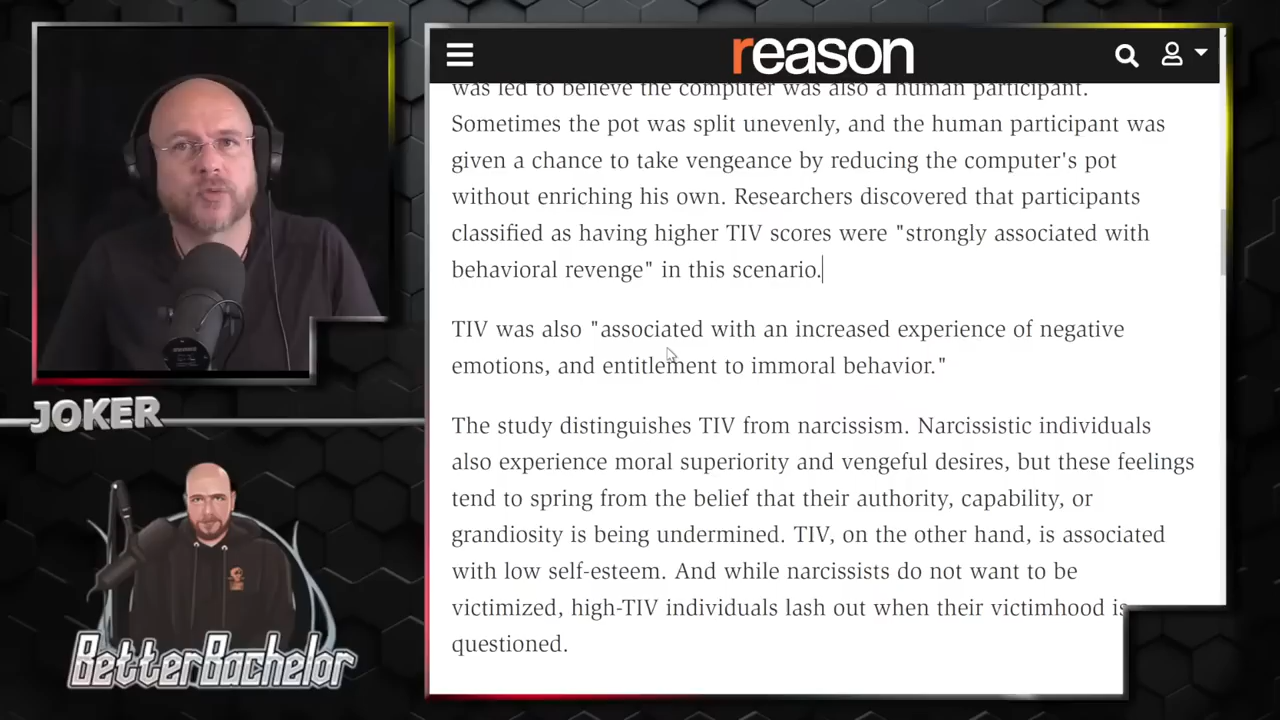 reason
was led to believe the computer was also a human participant.
Sometimes the pot was split unevenly, and the human participant was
given a chance to take vengeance by reducing the computer's pot
without enriching his own. Researchers discovered that participants
classified as having higher TIV scores were "strongly associated with
behavioral revenge" in this scenario.
TIV was also "associated with an increased experience of negative
emotions, and entitlement to immoral behavior."
The study distinguishes TIV from narcissism. Narcissistic individuals
also experience moral superiority and vengeful desires, but these feelings
tend to spring from the belief that their authority, capability, or
grandiosity is being undermined. TIV, on the other hand, is associated
with low self-esteem. And while narcissists do not want to be
victimized, high-TIV individuals lash out when their victimhood is
questioned.
JOKER
BetterBachelor